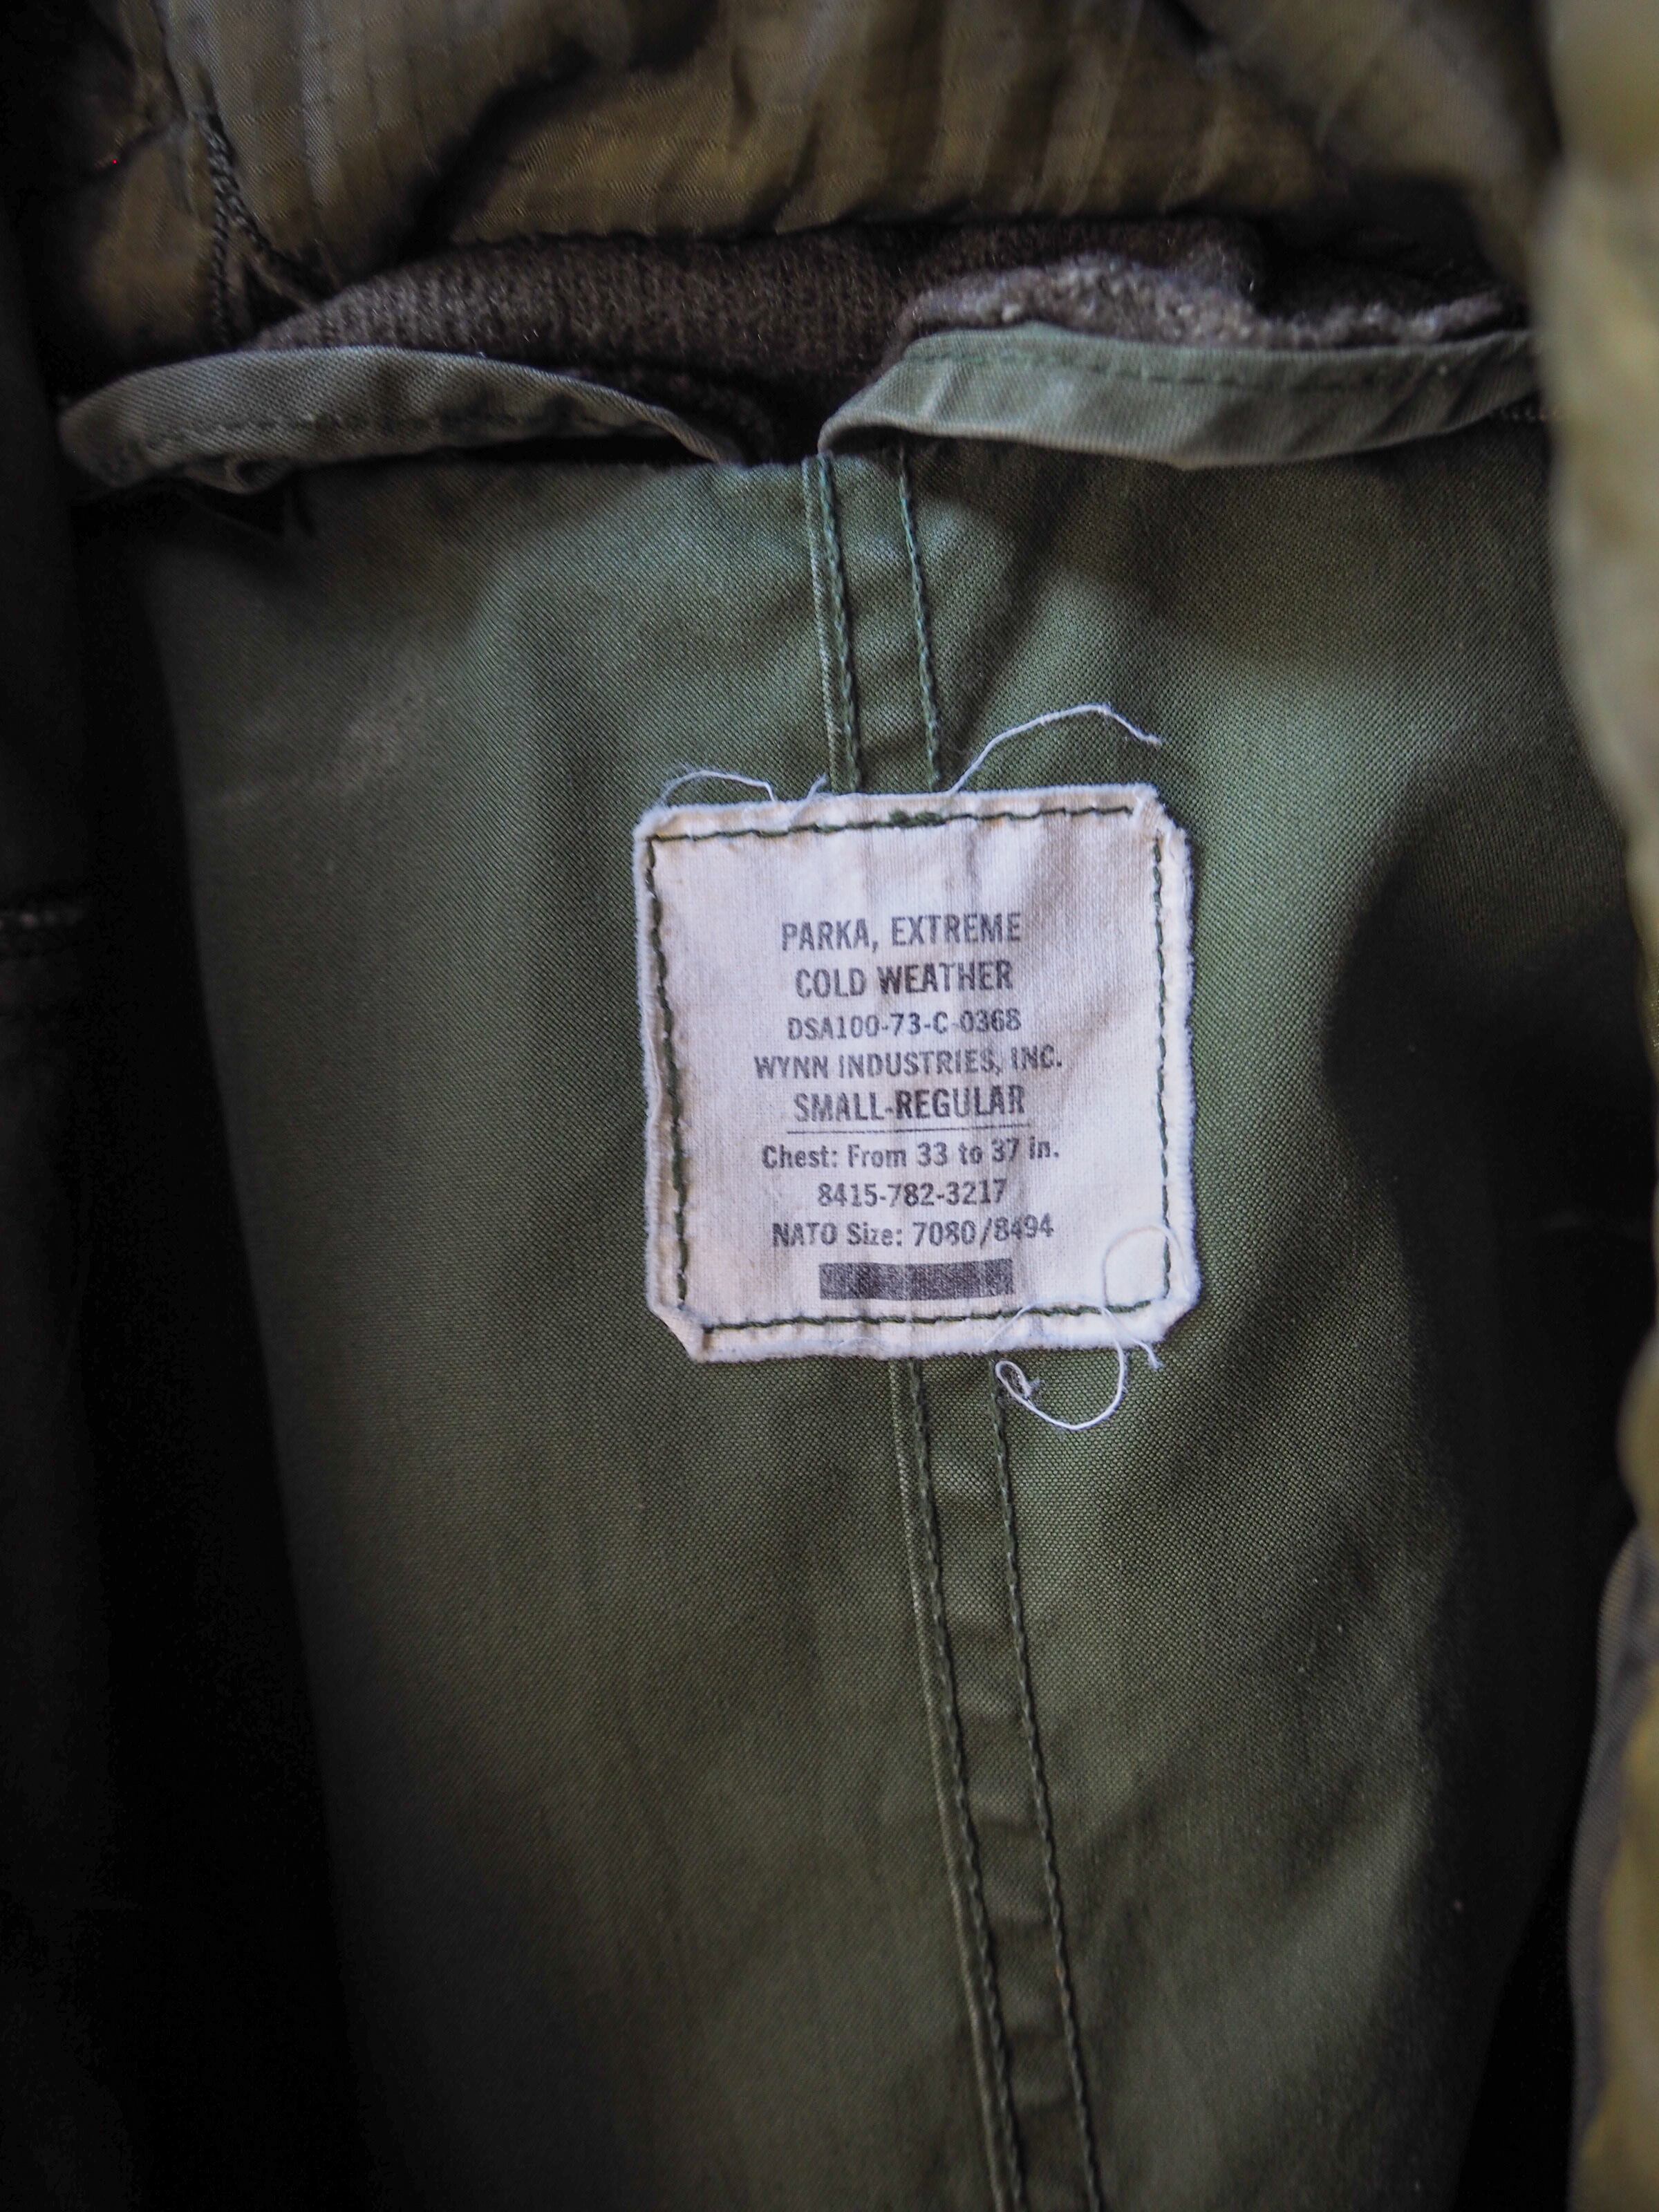 PARKA, EXTREME
COLD WEATHER
DSA100-73-C-0368
WYNN INDUSTRIES, INC.
SMALL-REGULAR
Chest: From 33 to 37 in.
8415-782-3217
NATO Size: 7080/8494